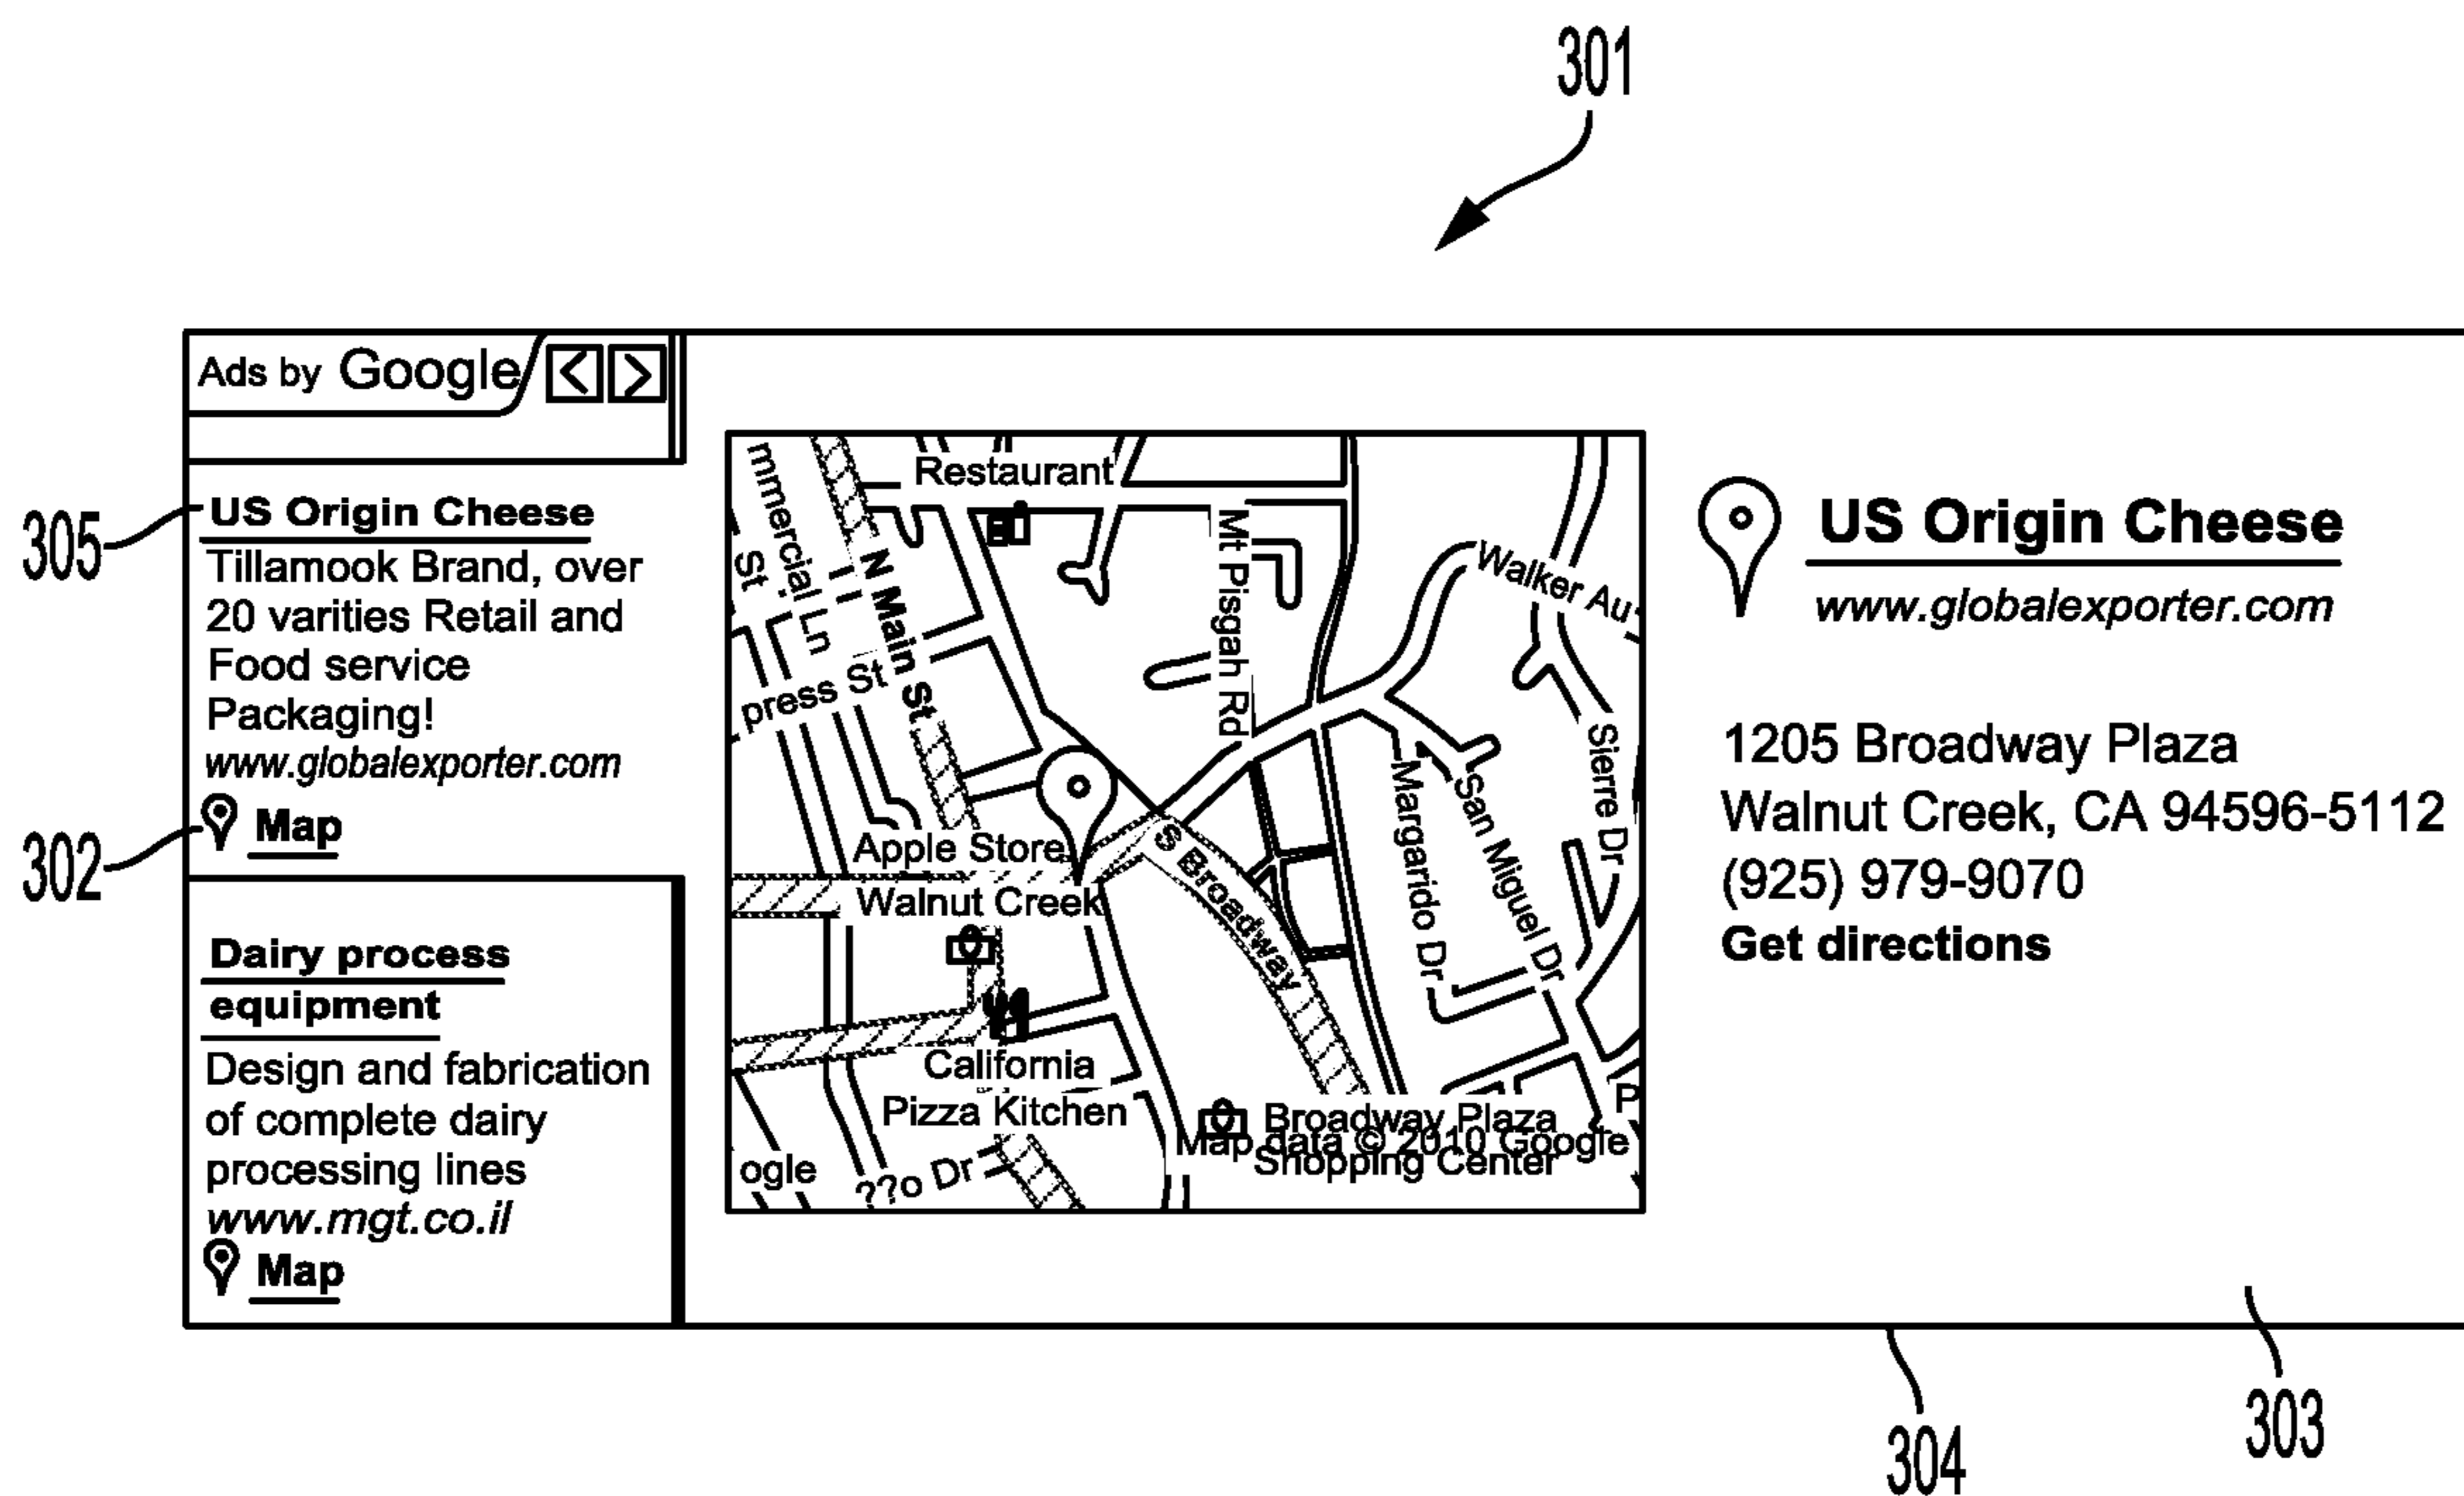 301
Ads by Google
305
US Origin Cheese
Tillamook Brand, over
20 varities Retail and
Food service
Packaging!
www.globalexporter.com
302
Map
Dairy process
equipment
Design and fabrication
of complete dairy
processing lines
www.mgt.co.il
Map
Restaurant
mmercial Ln
St
N Main St
press St
Mt Pisgah Rd
Walker Au
Sierre Dr
San Miguel Dr
Margarido Dr
S Broadway
Apple Store
Walnut Creek
California
Pizza Kitchen
Broadway Plaza
Map data © 2010 Google
Shopping Center
P
ogle
??o Dr
US Origin Cheese
www.globalexporter.com
1205 Broadway Plaza
Walnut Creek, CA 94596-5112
(925) 979-9070
Get directions
303
304